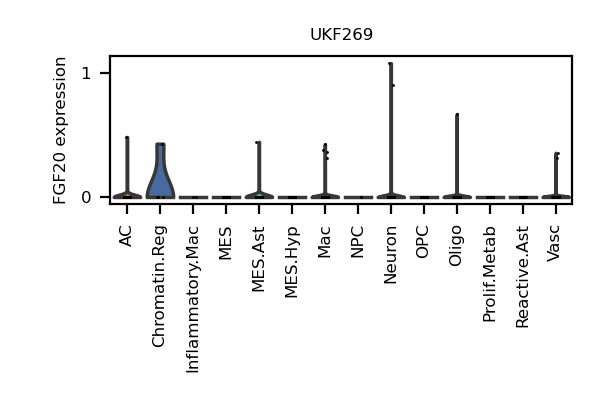 UKF269
FGF20 expression
1
0
AC
Chromatin.Reg
Inflammatory.Mac
MES
MES.Ast
MES.Hyp
Mac
NPC
Neuron
OPC
Oligo
Prolif.Metab
Reactive.Ast
Vasc